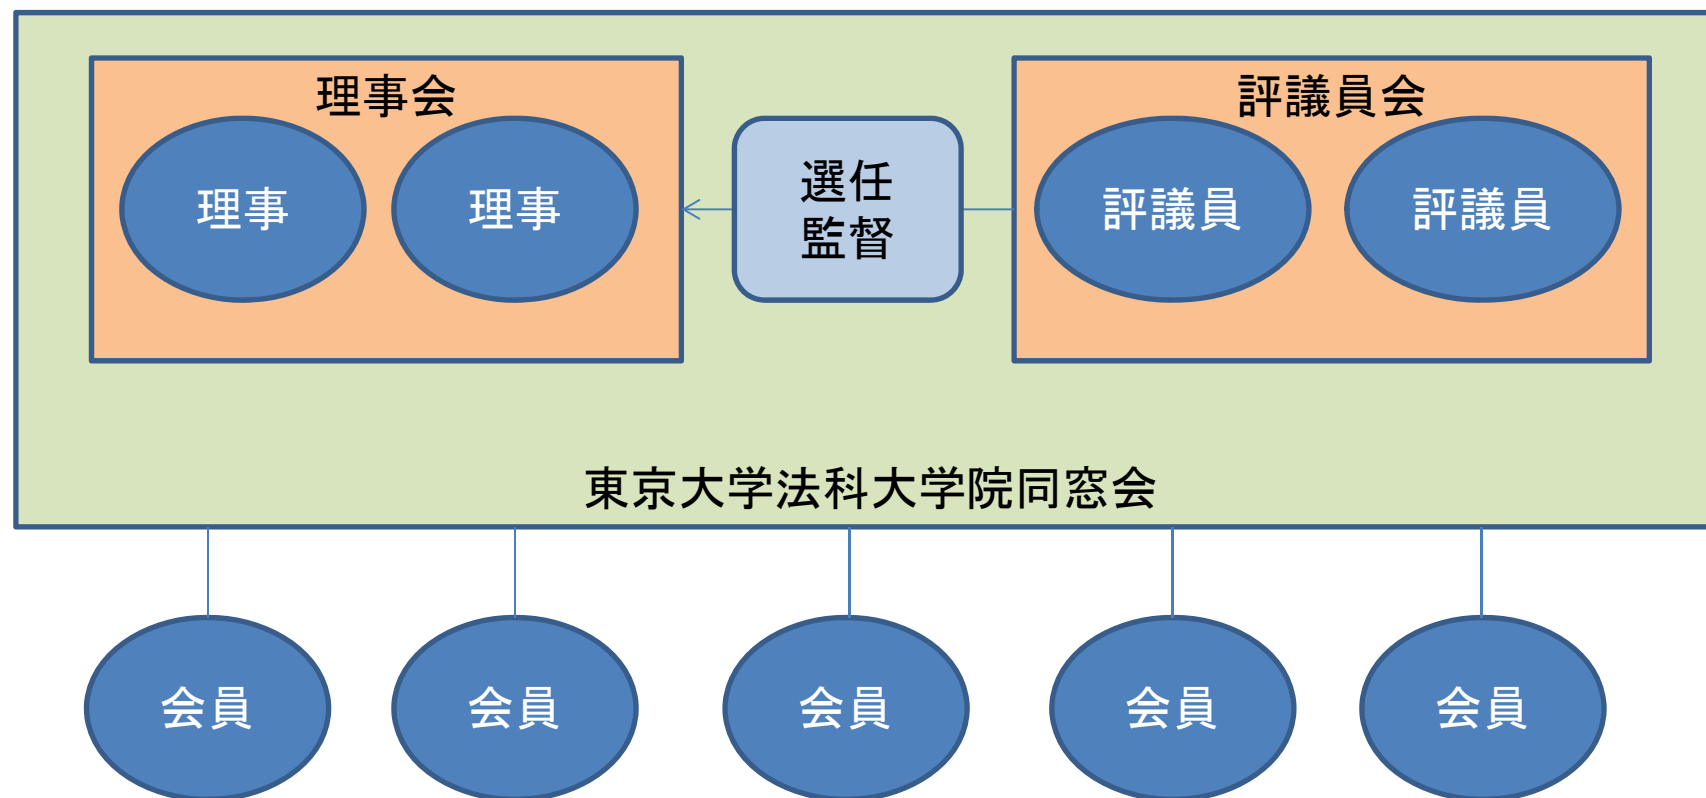 理事会
評議員会
理事
理事
選任
監督
評議員
評議員
東京大学法科大学院同窓会
会員
会員
会員
会員
会員